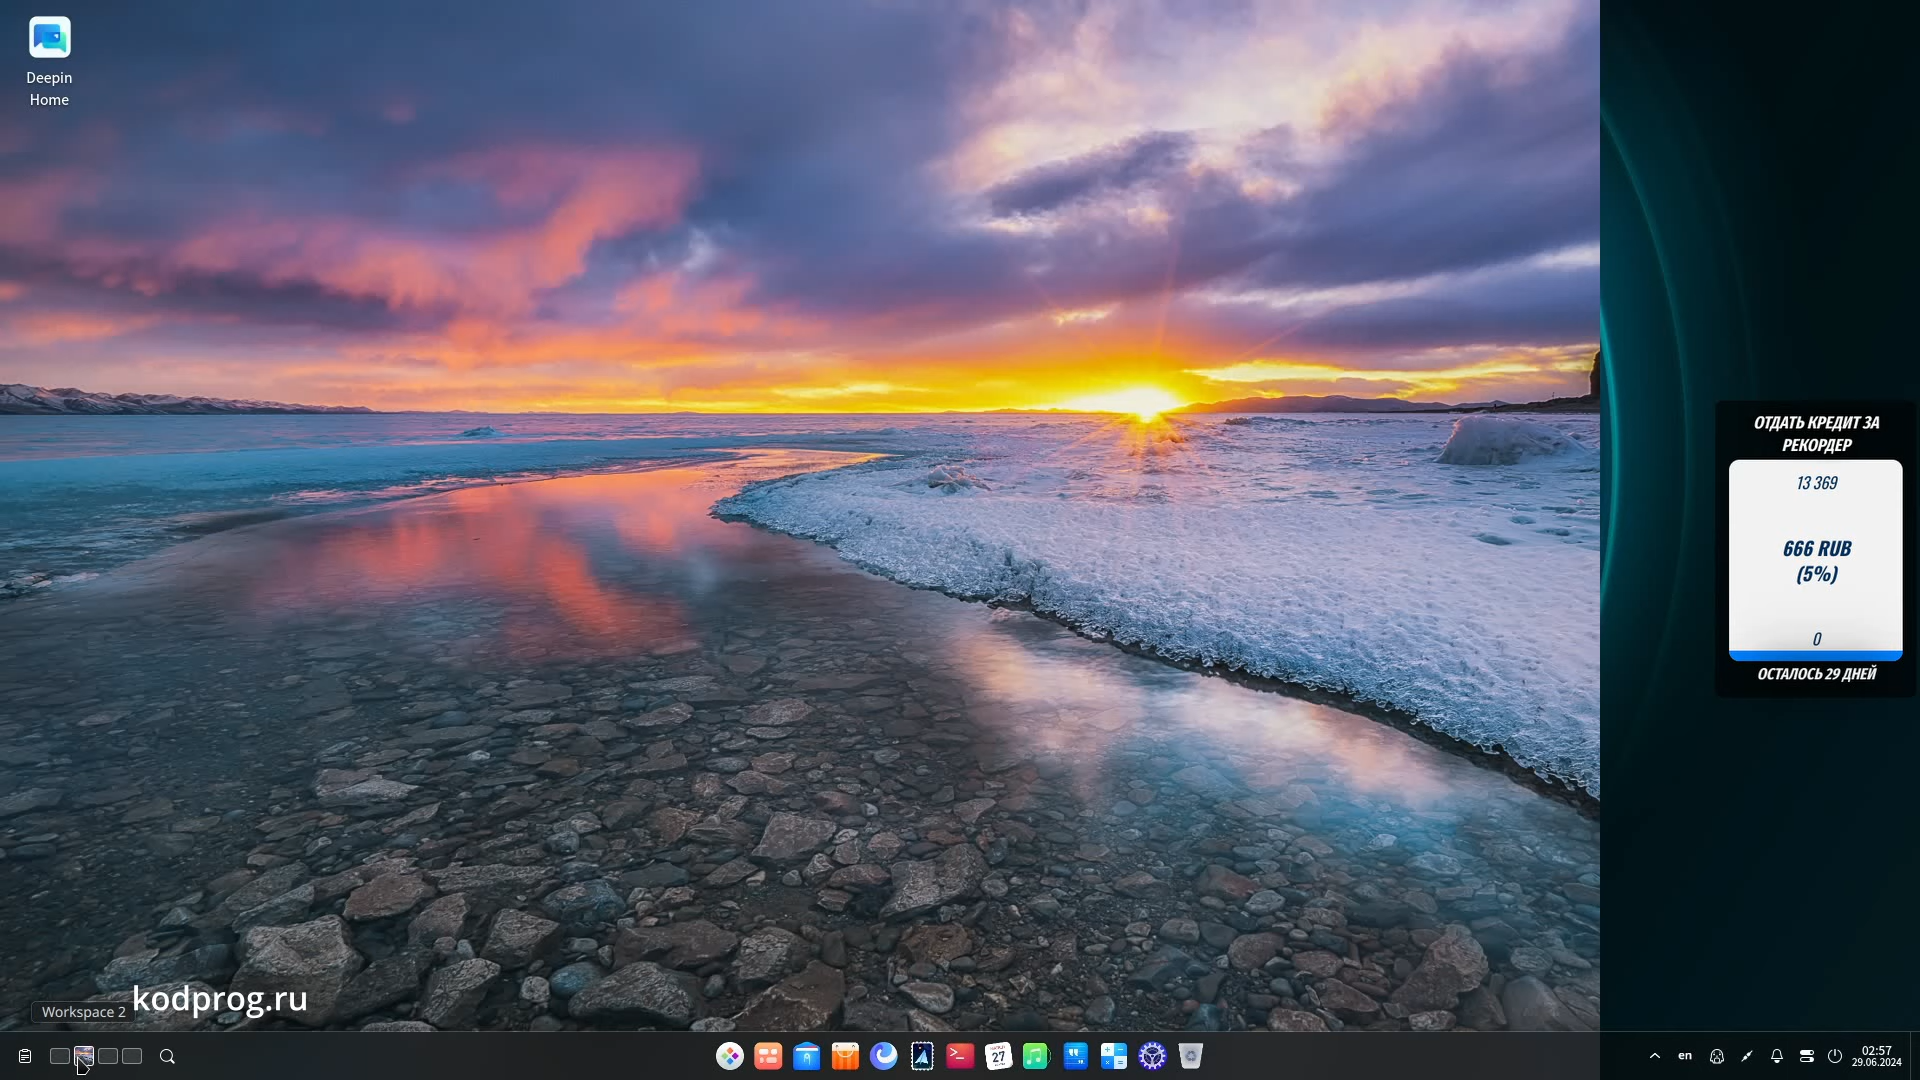 Deepin
Home
ОТДАТЬ КРЕДИТ ЗА
РЕКОРДЕР
13 369
666 RUB
(5%)
0
ОСТАЛОСЬ 29 ДНЕЙ
kodprog.ru
Workspace 2
27
en
02:57
29.06.2024